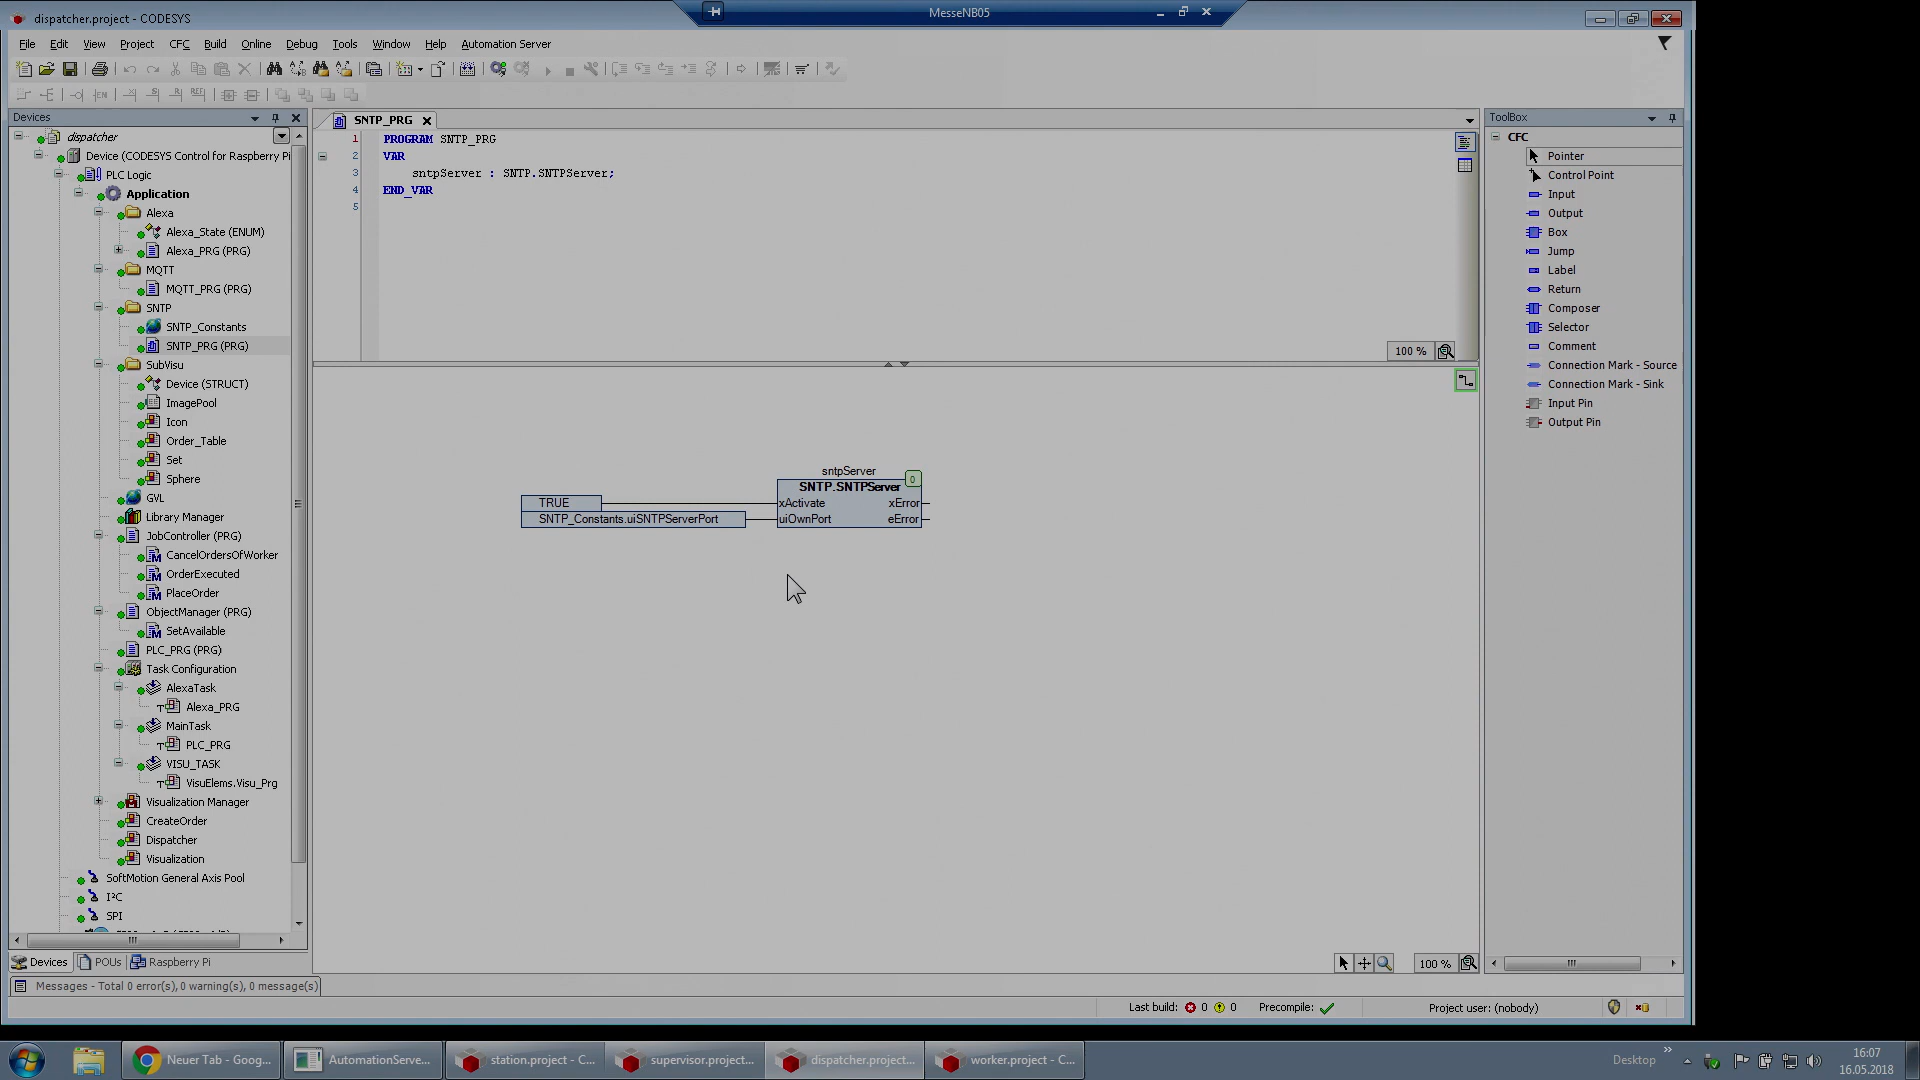 dispatcher.project - CODESYS
MesseNB05
File Edit View Project CFC Build Online Debug Tools Window Help Automation Server
Devices
dispatcher
Device (CODESYS Control for Raspberry Pi
PLC Logic
Application
Alexa
Alexa_State (ENUM)
Alexa_PRG (PRG)
MQTT
MQTT_PRG (PRG)
SNTP
SNTP_Constants
SNTP_PRG (PRG)
SubVisu
Device (STRUCT)
ImagePool
Icon
Order_Table
Set
Sphere
GVL
Library Manager
JobController (PRG)
CancelOrdersOfWorker
OrderExecuted
PlaceOrder
ObjectManager (PRG)
SetAvailable
PLC_PRG (PRG)
Task Configuration
AlexaTask
Alexa_PRG
MainTask
PLC_PRG
VISU_TASK
VisuElems.Visu_Prg
Visualization Manager
CreateOrder
Dispatcher
Visualization
SoftMotion General Axis Pool
I²C
SPI
Devices POUs Raspberry Pi
SNTP_PRG
1 PROGRAM SNTP_PRG
2 VAR
3 sntpServer : SNTP.SNTPServer;
4 END_VAR
5
100 %
sntpServer
0
SNTP.SNTPServer
TRUE xActivate xError
SNTP_Constants.uiSNTPServerPort uiOwnPort eError
100 %
ToolBox
CFC
Pointer
Control Point
Input
Output
Box
Jump
Label
Return
Composer
Selector
Comment
Connection Mark - Source
Connection Mark - Sink
Input Pin
Output Pin
Messages - Total 0 error(s), 0 warning(s), 0 message(s)
Last build: 0 0 Precompile: Project user: (nobody)
Neuer Tab - Goog... AutomationServe... station.project - C... supervisor.project... dispatcher.project... worker.project - C... Desktop
16:07
16.05.2018